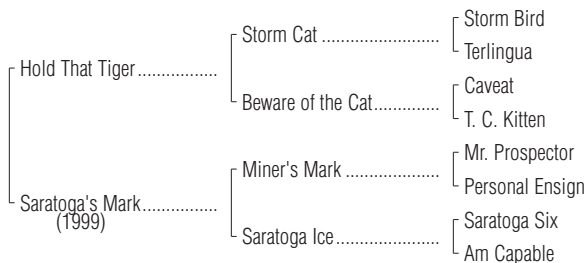 Storm Bird
Storm Cat ........................
Terlingua
Hold That Tiger................
Caveat
Beware of the Cat.............
T. C. Kitten
Mr. Prospector
Miner's Mark ...................
Personal Ensign
Saratoga's Mark...............
(1999)
Saratoga Six
Saratoga Ice.....................
Am Capable